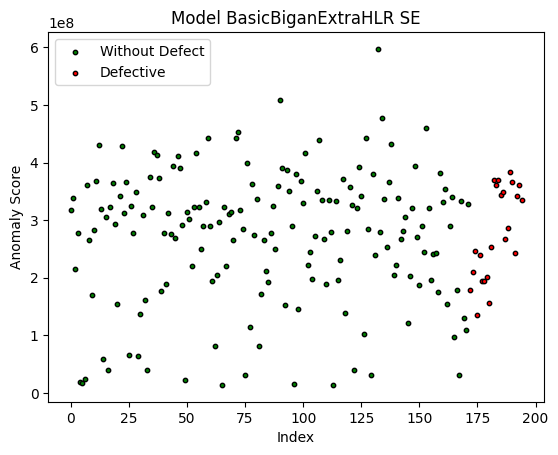 Model BasicBiganExtraHLR SE
1e8
Without Defect
Defective
6
5
4
3
2
1
0
Anomaly Score
0 25 50 75 100 125 150 175 200
Index